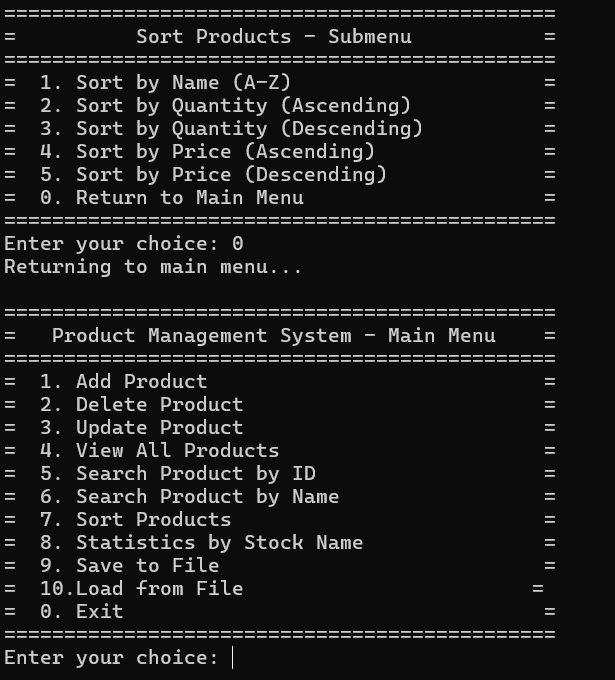 ==============================================
=          Sort Products - Submenu           =
==============================================
=  1. Sort by Name (A-Z)                     =
=  2. Sort by Quantity (Ascending)           =
=  3. Sort by Quantity (Descending)          =
=  4. Sort by Price (Ascending)              =
=  5. Sort by Price (Descending)             =
=  0. Return to Main Menu                    =
==============================================
Enter your choice: 0
Returning to main menu...

==============================================
=   Product Management System - Main Menu    =
==============================================
=  1. Add Product                            =
=  2. Delete Product                         =
=  3. Update Product                         =
=  4. View All Products                      =
=  5. Search Product by ID                   =
=  6. Search Product by Name                 =
=  7. Sort Products                          =
=  8. Statistics by Stock Name               =
=  9. Save to File                           =
=  10.Load from File                        =
=  0. Exit                                   =
==============================================
Enter your choice: